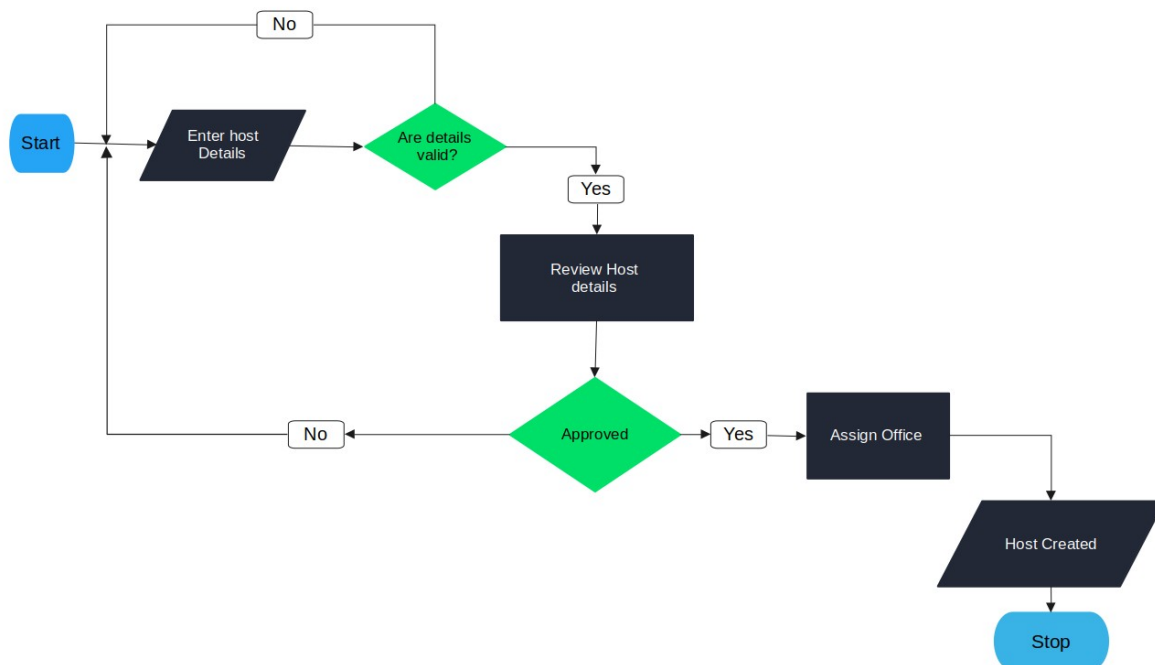 No
Start
Enter host
Details
Are details
valid?
Yes
Review Host
details
No
Approved
Yes
Assign Office
Host Created
Stop